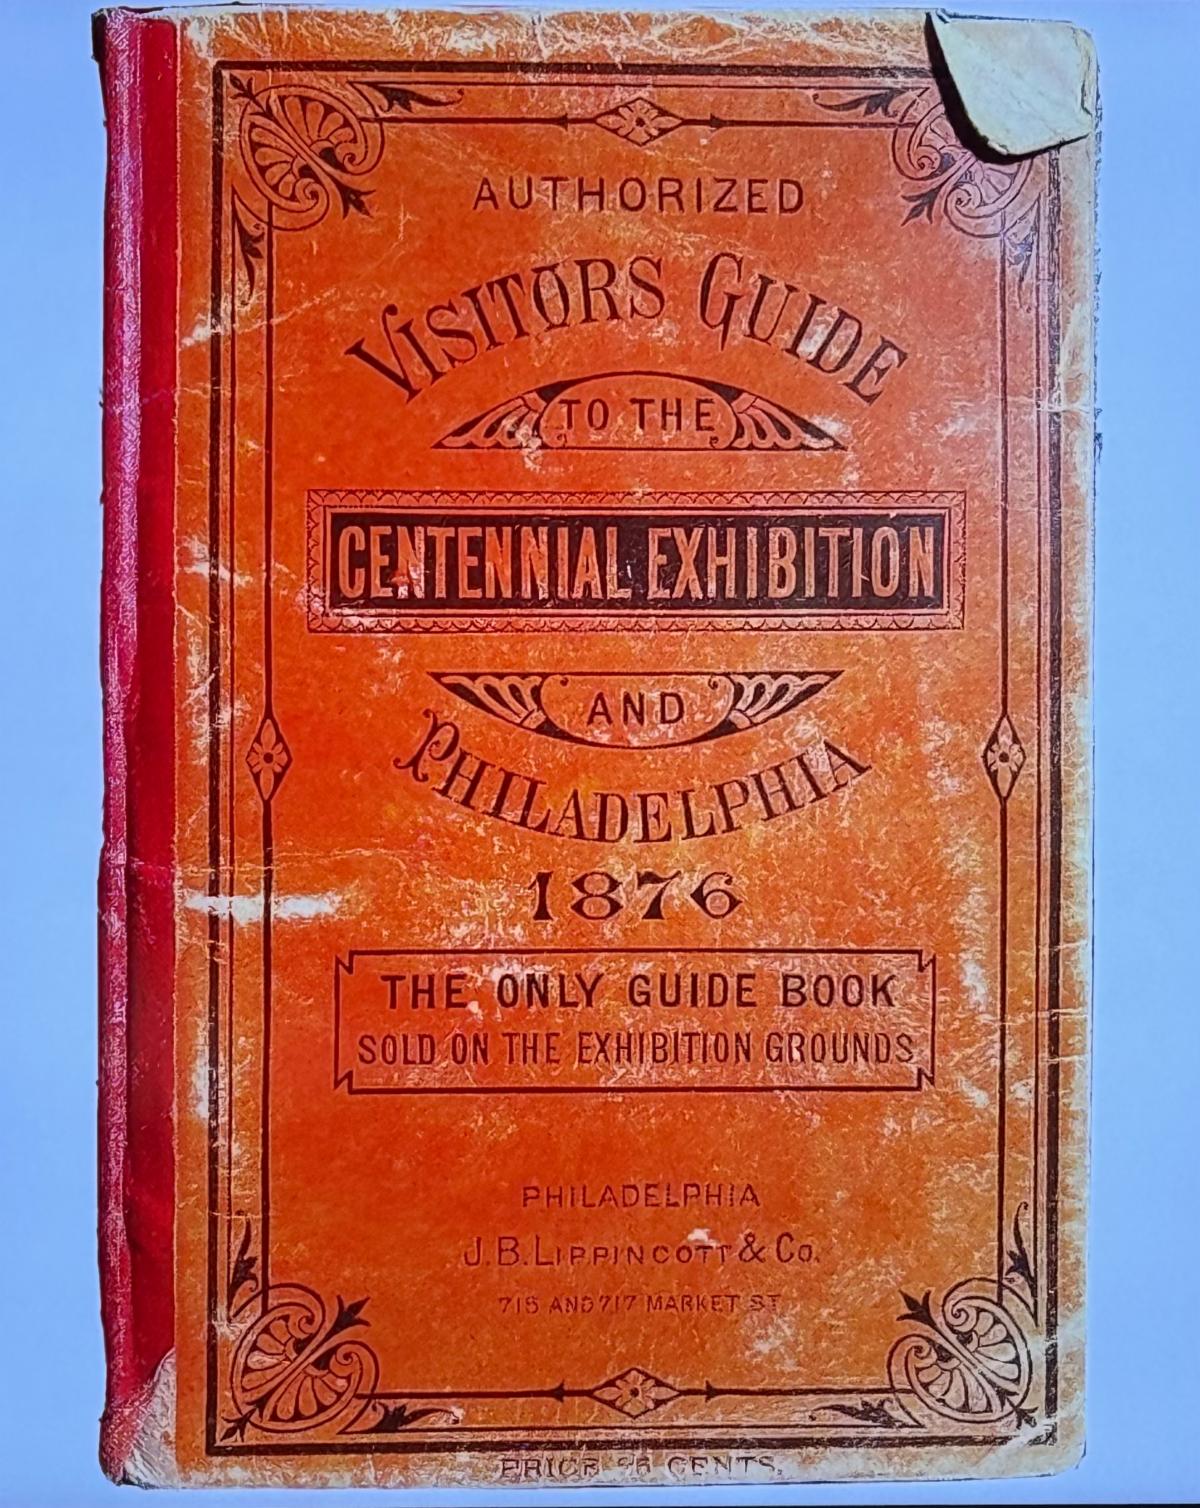 AUTHORIZED
VISITORS GUIDE
TO THE
CENTENNIAL EXHIBITION
AND
PHILADELPHIA
1876
THE ONLY GUIDE BOOK
SOLD ON THE EXHIBITION GROUNDS
PHILADELPHIA
J. B. LIPPINCOTT & CO.
715 AND 717 MARKET ST
PRICE CENTS.